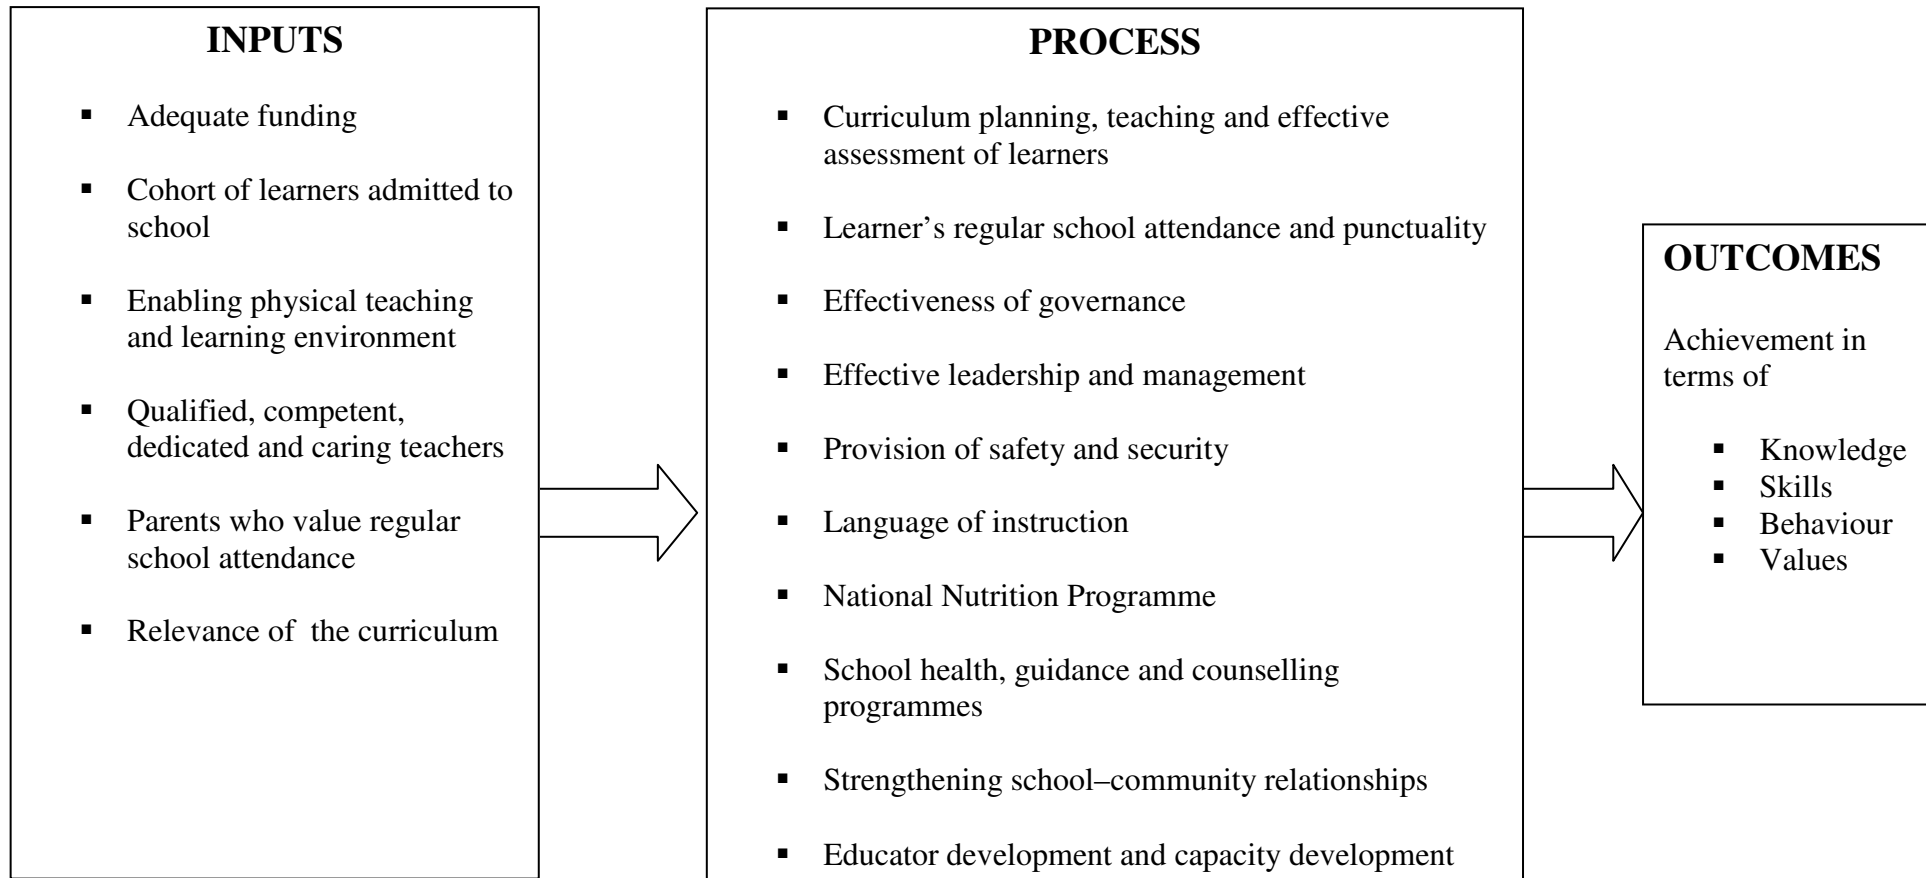 INPUTS
▪ Adequate funding
▪ Cohort of learners admitted to
school
▪ Enabling physical teaching
and learning environment
▪ Qualified, competent,
dedicated and caring teachers
▪ Parents who value regular
school attendance
▪ Relevance of  the curriculum
PROCESS
▪ Curriculum planning, teaching and effective
assessment of learners
▪ Learner’s regular school attendance and punctuality
▪ Effectiveness of governance
▪ Effective leadership and management
▪ Provision of safety and security
▪ Language of instruction
▪ National Nutrition Programme
▪ School health, guidance and counselling
programmes
▪ Strengthening school–community relationships
▪ Educator development and capacity development
OUTCOMES
Achievement in
terms of
▪ Knowledge
▪ Skills
▪ Behaviour
▪ Values